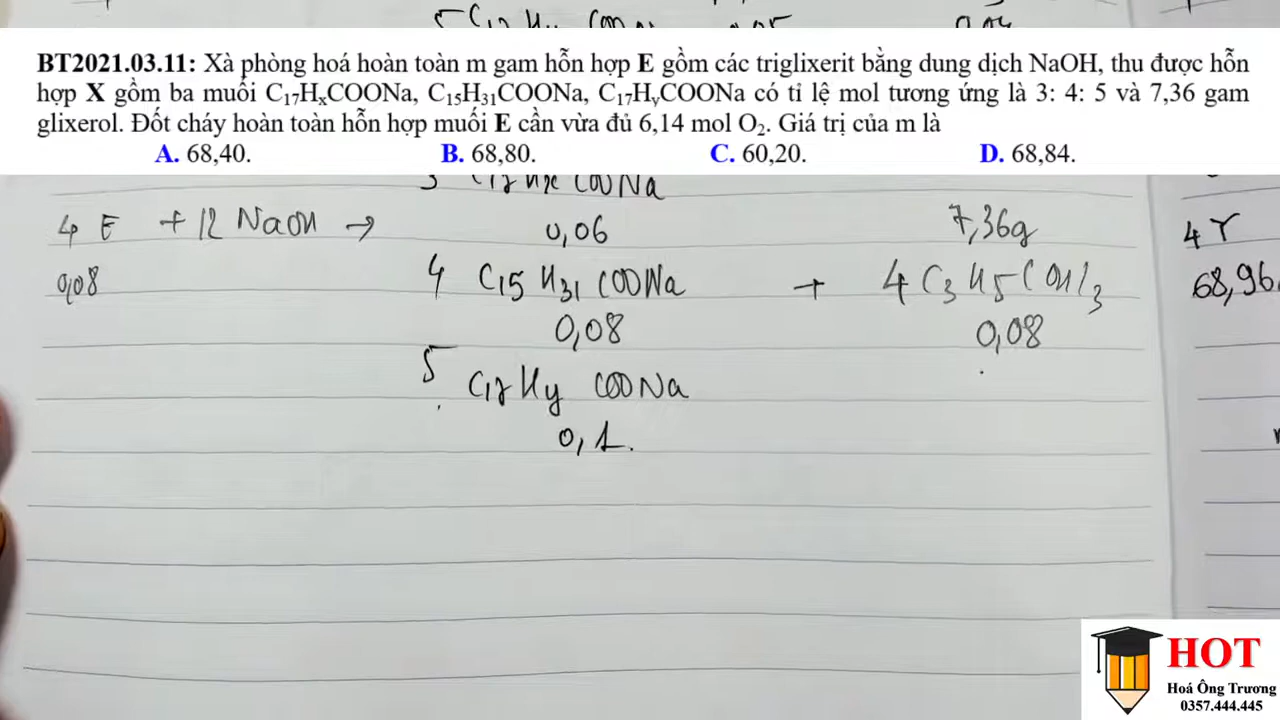 BT2021.03.11: Xà phòng hoá hoàn toàn m gam hỗn hợp E gồm các triglixerit bằng dung dịch NaOH, thu được hỗn
hợp X gồm ba muối C₁₇HₓCOONa, C₁₅H₃₁COONa, C₁₇HᵧCOONa có tỉ lệ mol tương ứng là 3: 4: 5 và 7,36 gam
glixerol. Đốt cháy hoàn toàn hỗn hợp muối E cần vừa đủ 6,14 mol O₂. Giá trị của m là
A. 68,40. B. 68,80. C. 60,20. D. 68,84.
3 C₁₇Hₓ COONa
4 E + 12 NaOH → 0,06 7,36g 4 Y
0,08 4 C₁₅H₃₁COONa + 4 C₃H₅(OH)₃ 68,96
0,08 0,08
5 C₁₇Hy COONa
0,1.
HOT
Hoá Ông Trương
0357.444.445